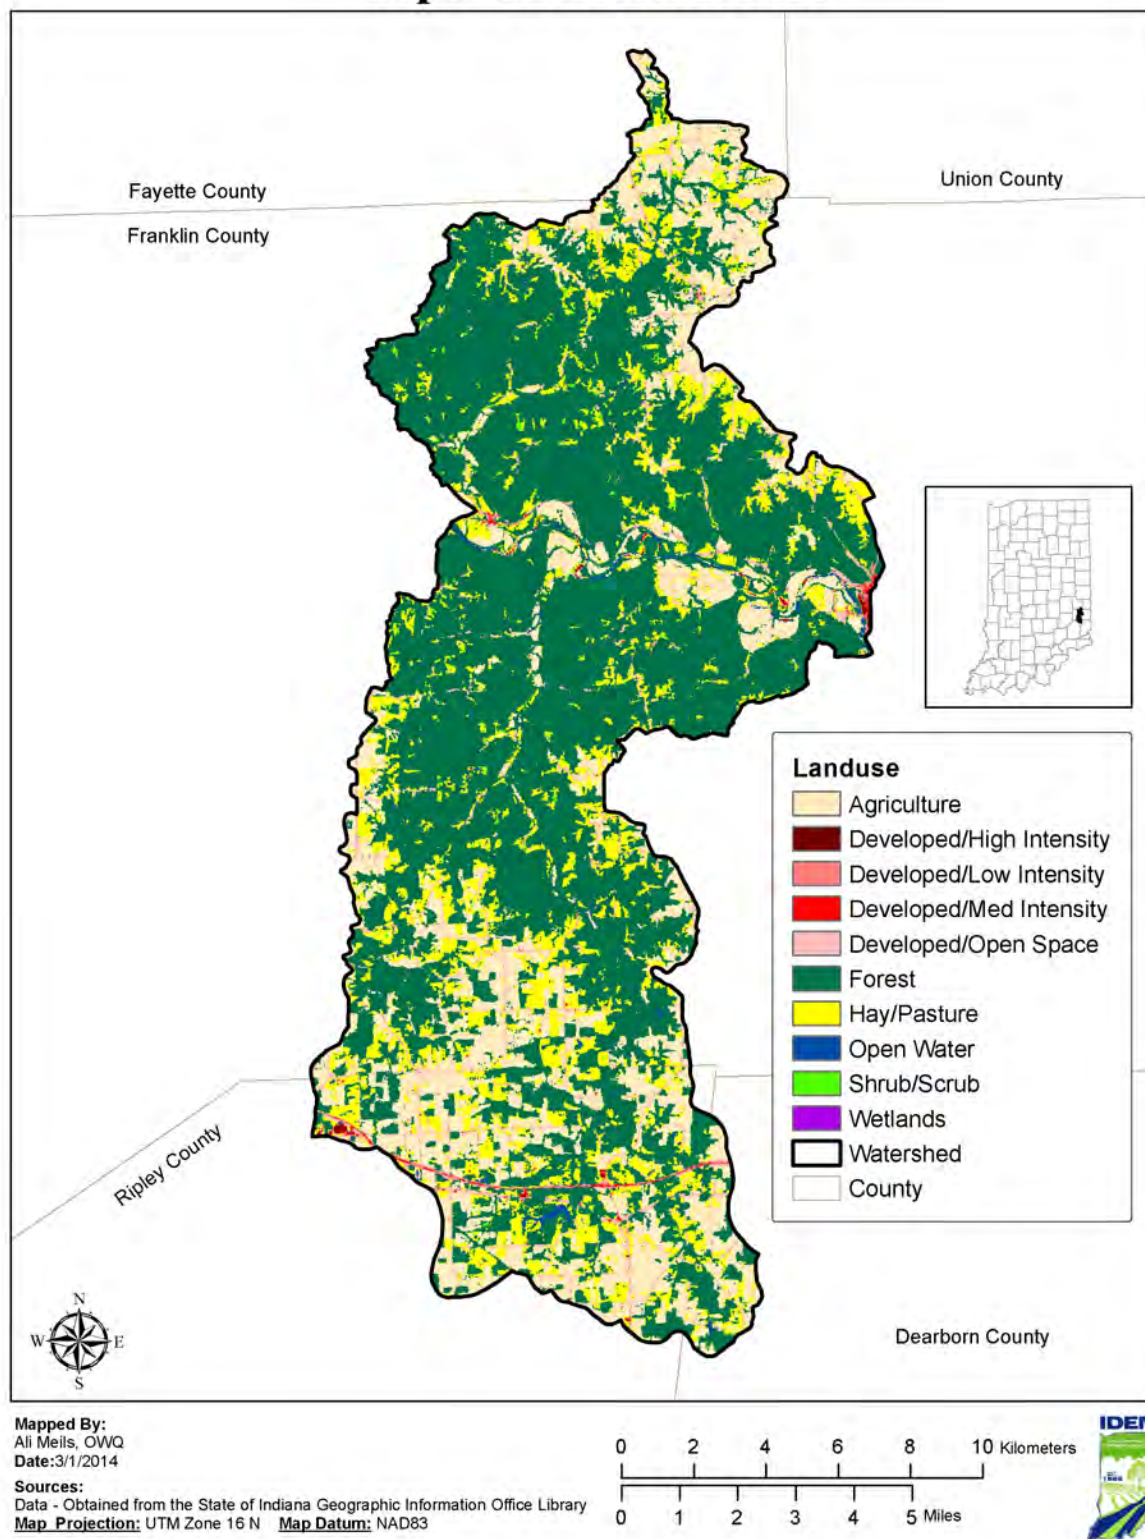 Fayette County
Union County
Franklin County
Landuse
Agriculture
Developed/High Intensity
Developed/Low Intensity
Developed/Med Intensity
Developed/Open Space
Forest
Hay/Pasture
Open Water
Shrub/Scrub
Wetlands
Watershed
County
Ripley County
N
W E
S
Dearborn County
Mapped By:
Ali Meils, OWQ
Date:3/1/2014
Sources:
Data - Obtained from the State of Indiana Geographic Information Office Library
Map Projection: UTM Zone 16 N Map Datum: NAD83
0 2 4 6 8 10 Kilometers
0 1 2 3 4 5 Miles